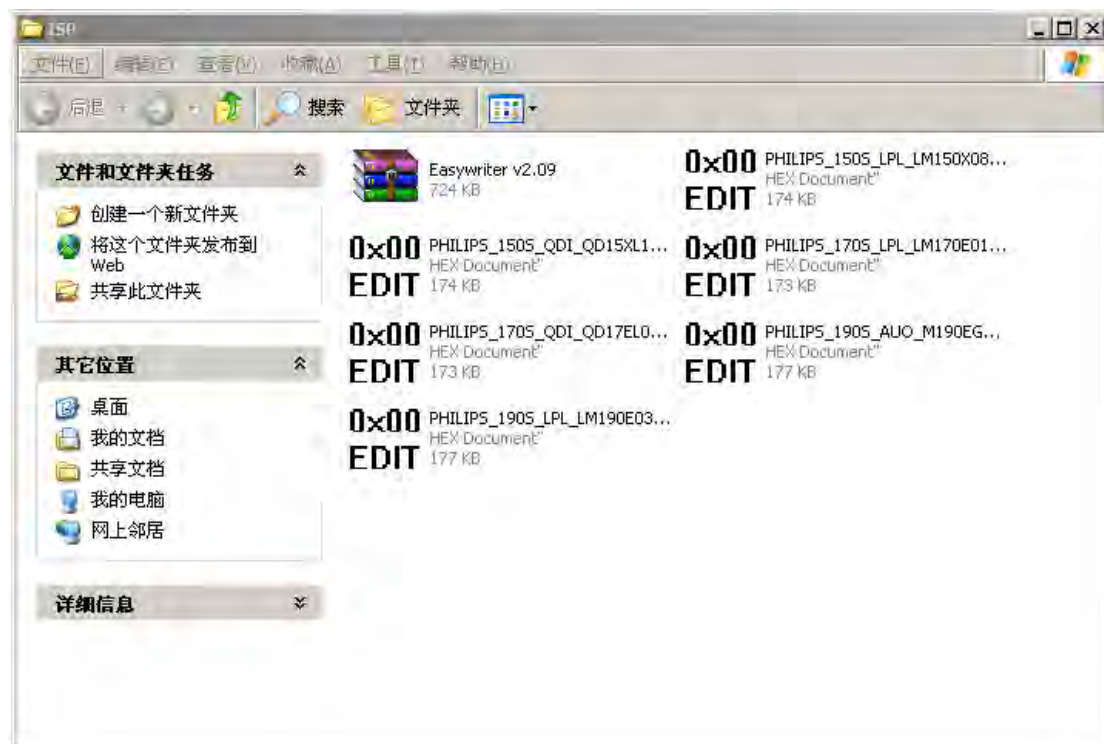 ISP
文件(F) 编辑(E) 查看(V) 收藏(A) 工具(T) 帮助(H)
后退 搜索 文件夹
文件和文件夹任务
创建一个新文件夹
将这个文件夹发布到
Web
共享此文件夹
其它位置
桌面
我的文档
共享文档
我的电脑
网上邻居
详细信息
Easywriter v2.09
724 KB
0x00 EDIT
PHILIPS_150S_LPL_LM150X08...
HEX Document"
174 KB
0x00 EDIT
PHILIPS_150S_QDI_QD15XL1...
HEX Document"
174 KB
0x00 EDIT
PHILIPS_170S_LPL_LM170E01...
HEX Document"
173 KB
0x00 EDIT
PHILIPS_170S_QDI_QD17EL0...
HEX Document"
173 KB
0x00 EDIT
PHILIPS_190S_AUO_M190EG...
HEX Document"
177 KB
0x00 EDIT
PHILIPS_190S_LPL_LM190E03...
HEX Document"
177 KB